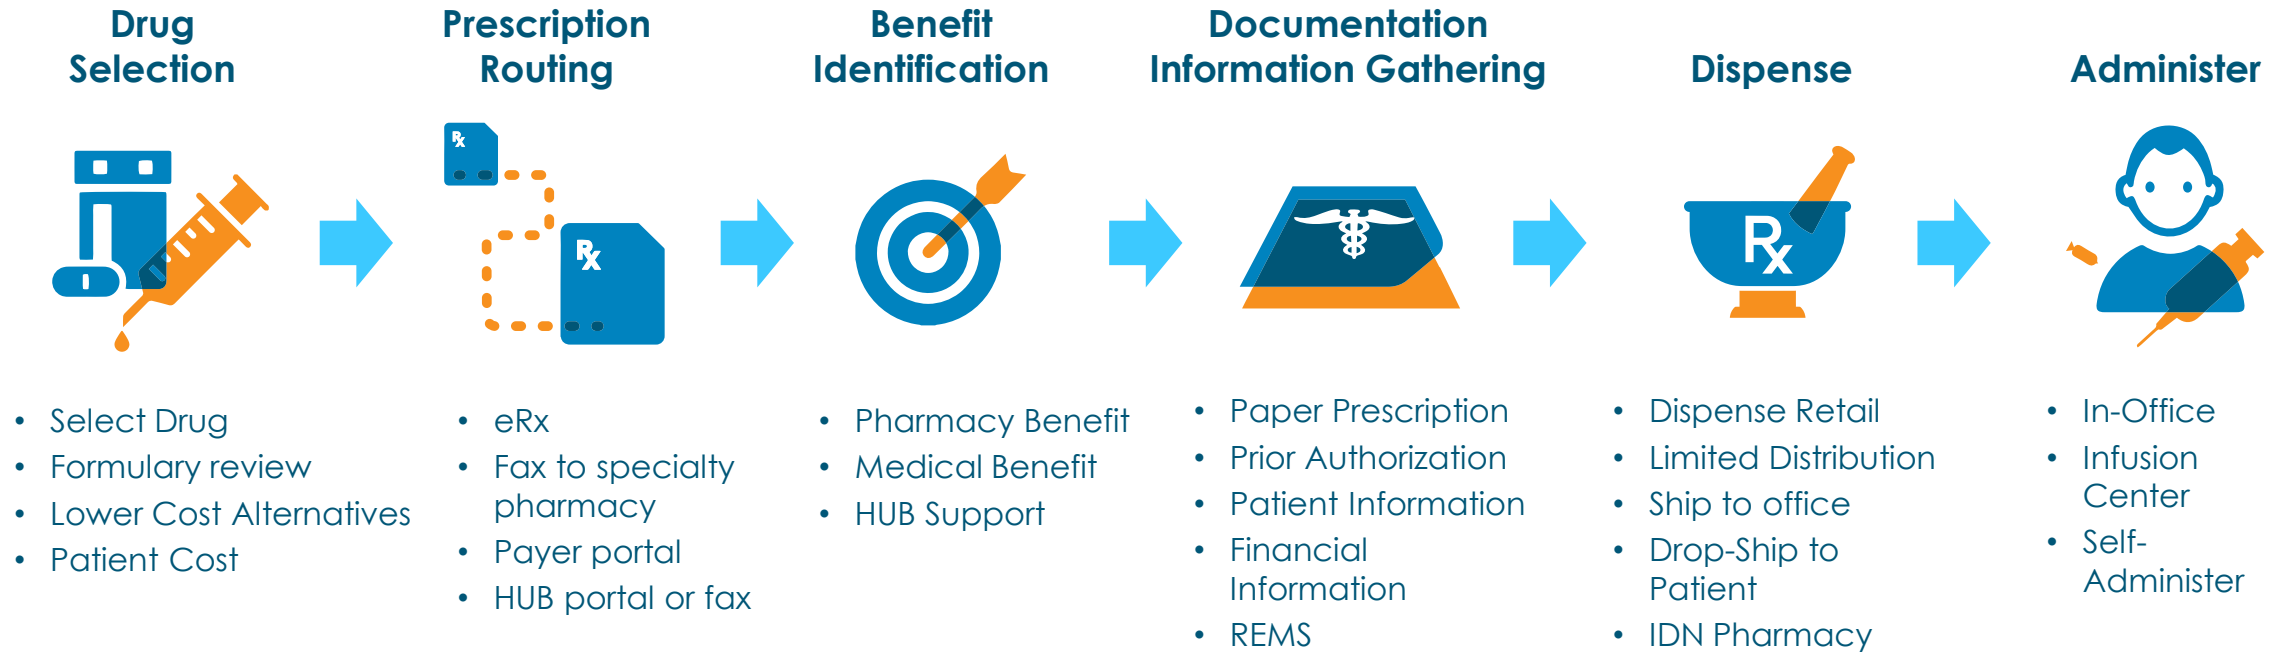 Drug
Selection
Prescription
Routing
Benefit
Identification
Documentation
Information Gathering
Dispense
Administer
Rx
Rx
Rx
• Select Drug
• Formulary review
• Lower Cost Alternatives
• Patient Cost
• eRx
• Fax to specialty
pharmacy
• Payer portal
• HUB portal or fax
• Pharmacy Benefit
• Medical Benefit
• HUB Support
• Paper Prescription
• Prior Authorization
• Patient Information
• Financial
Information
• REMS
• Dispense Retail
• Limited Distribution
• Ship to office
• Drop-Ship to
Patient
• IDN Pharmacy
• In-Office
• Infusion
Center
• Self-
Administer